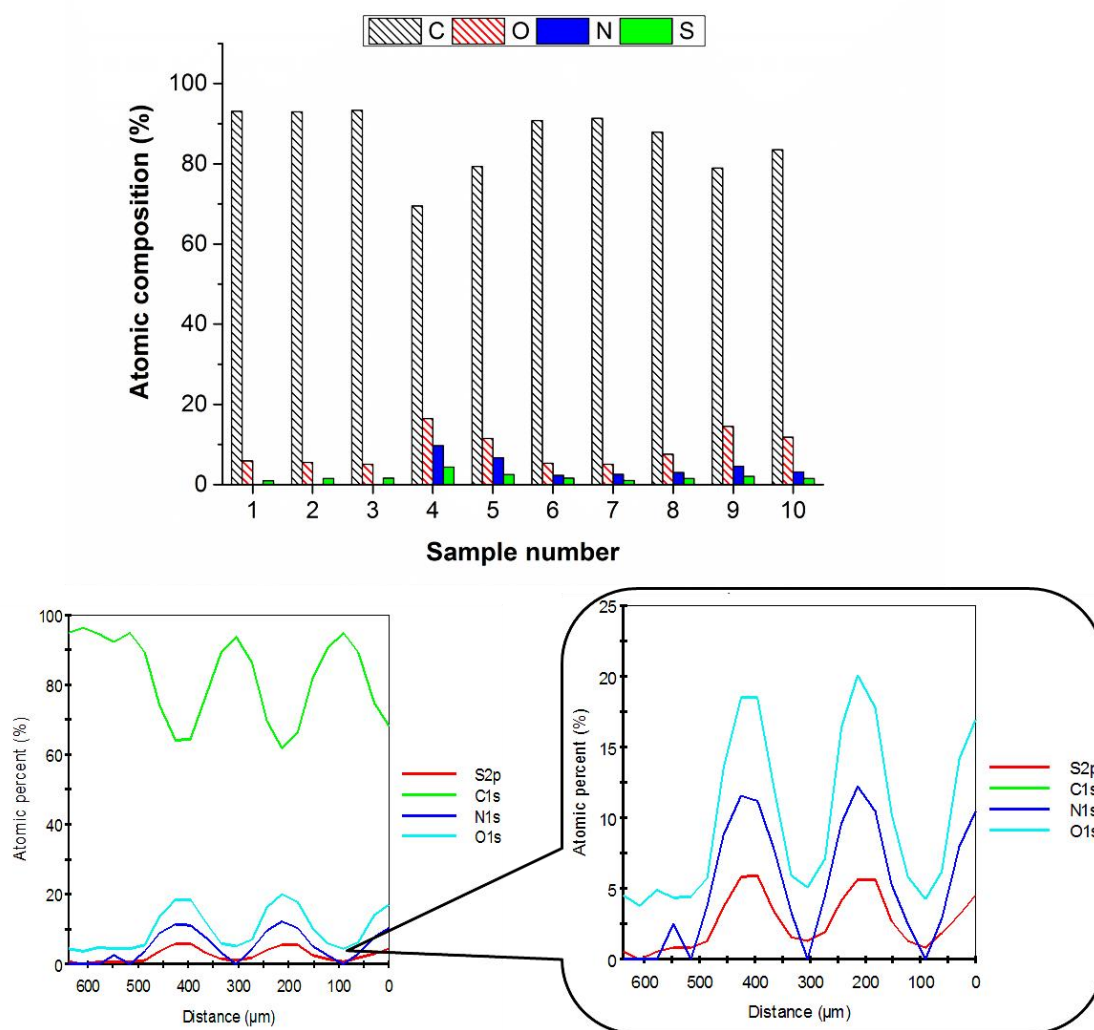 C O N S
Atomic composition (%)
100
80
60
40
20
0
1 2 3 4 5 6 7 8 9 10
Sample number
Atomic percent (%)
100
80
60
40
20
0
600 500 400 300 200 100 0
Distance (µm)
S2p
C1s
N1s
O1s
Atomic percent (%)
25
20
15
10
5
0
600 500 400 300 200 100 0
Distance (µm)
S2p
C1s
N1s
O1s